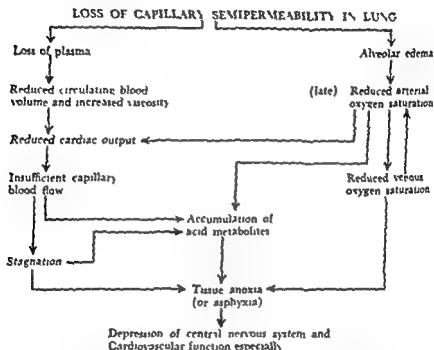 LOSS OF CAPILLARY SEMIPERMEABILITY IN LUNG
Loss of plasma
Alveolar edema
Reduced circulating blood
volume and increased viscosity
(late)
Reduced arterial
oxygen saturation
Reduced cardiac output
Insufficient capillary
blood flow
Reduced venous
oxygen saturation
Accumulation of
acid metabolites
Stagnation
Tissue anoxia
(or asphyxia)
Depression of central nervous system and
Cardiovascular function especially